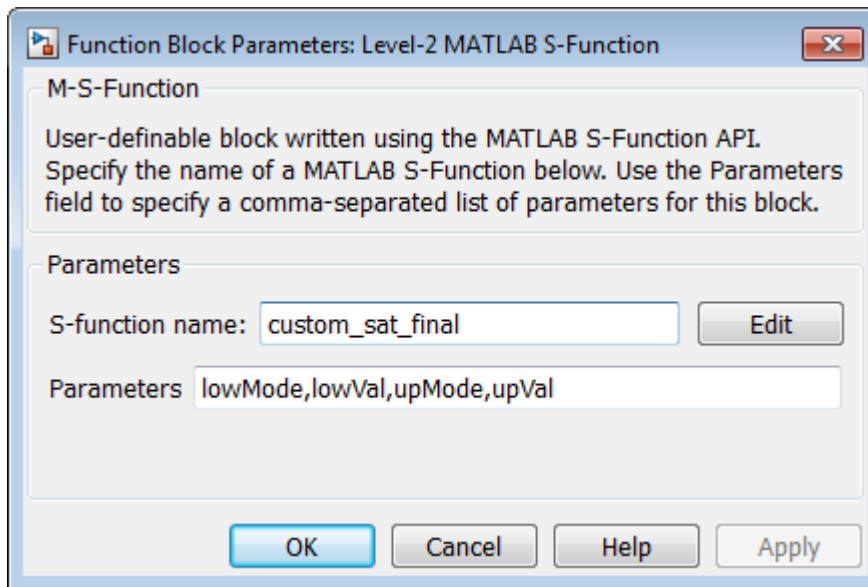 Function Block Parameters: Level-2 MATLAB S-Function
M-S-Function
User-definable block written using the MATLAB S-Function API.
Specify the name of a MATLAB S-Function below. Use the Parameters
field to specify a comma-separated list of parameters for this block.
Parameters
S-function name: custom_sat_final Edit
Parameters lowMode,lowVal,upMode,upVal
OK Cancel Help Apply